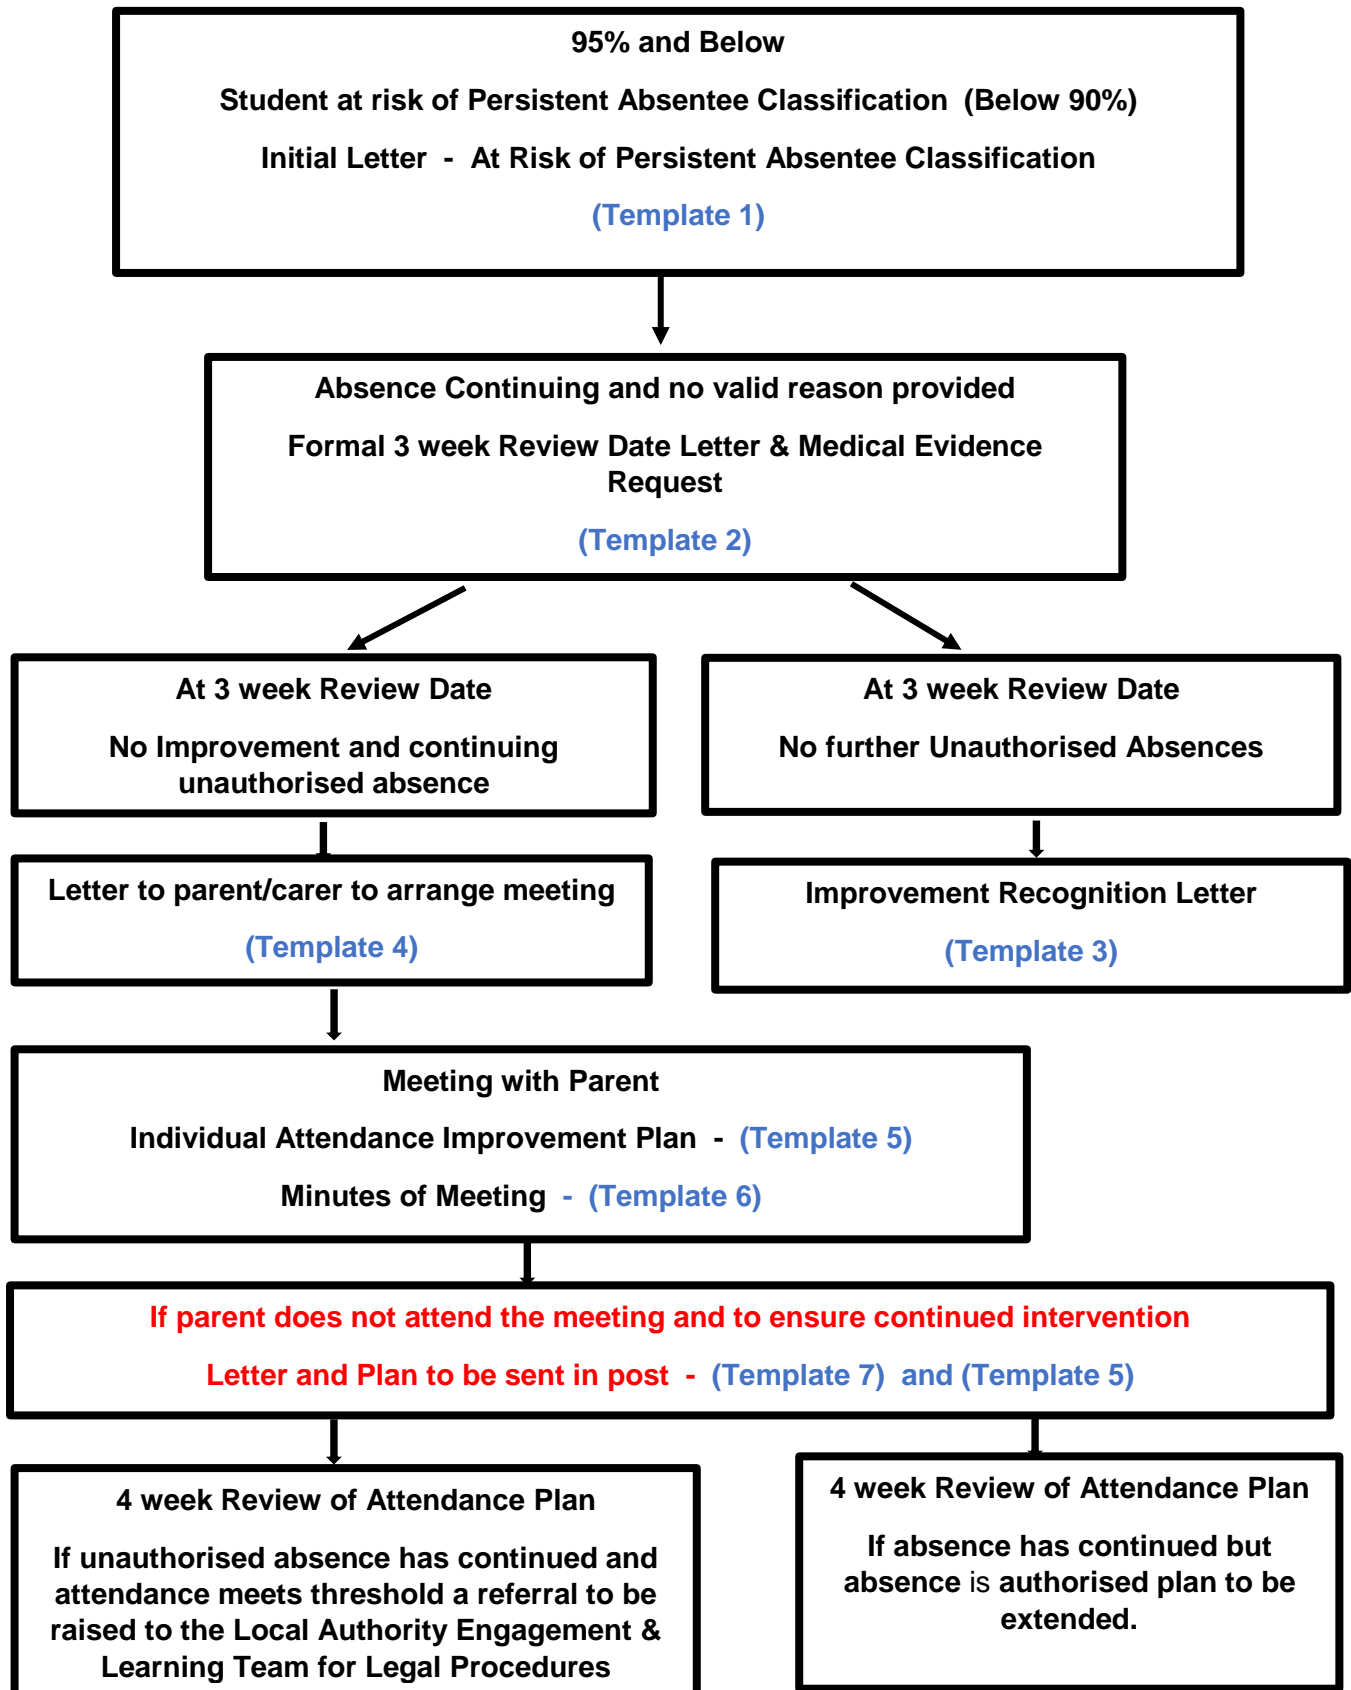 95% and Below
Student at risk of Persistent Absentee Classification (Below 90%)
Initial Letter - At Risk of Persistent Absentee Classification
(Template 1)
Absence Continuing and no valid reason provided
Formal 3 week Review Date Letter & Medical Evidence
Request
(Template 2)
At 3 week Review Date
No Improvement and continuing
unauthorised absence
At 3 week Review Date
No further Unauthorised Absences
Letter to parent/carer to arrange meeting
(Template 4)
Improvement Recognition Letter
(Template 3)
Meeting with Parent
Individual Attendance Improvement Plan - (Template 5)
Minutes of Meeting - (Template 6)
If parent does not attend the meeting and to ensure continued intervention
Letter and Plan to be sent in post - (Template 7) and (Template 5)
4 week Review of Attendance Plan
If unauthorised absence has continued and
attendance meets threshold a referral to be
raised to the Local Authority Engagement &
Learning Team for Legal Procedures
4 week Review of Attendance Plan
If absence has continued but
absence is authorised plan to be
extended.